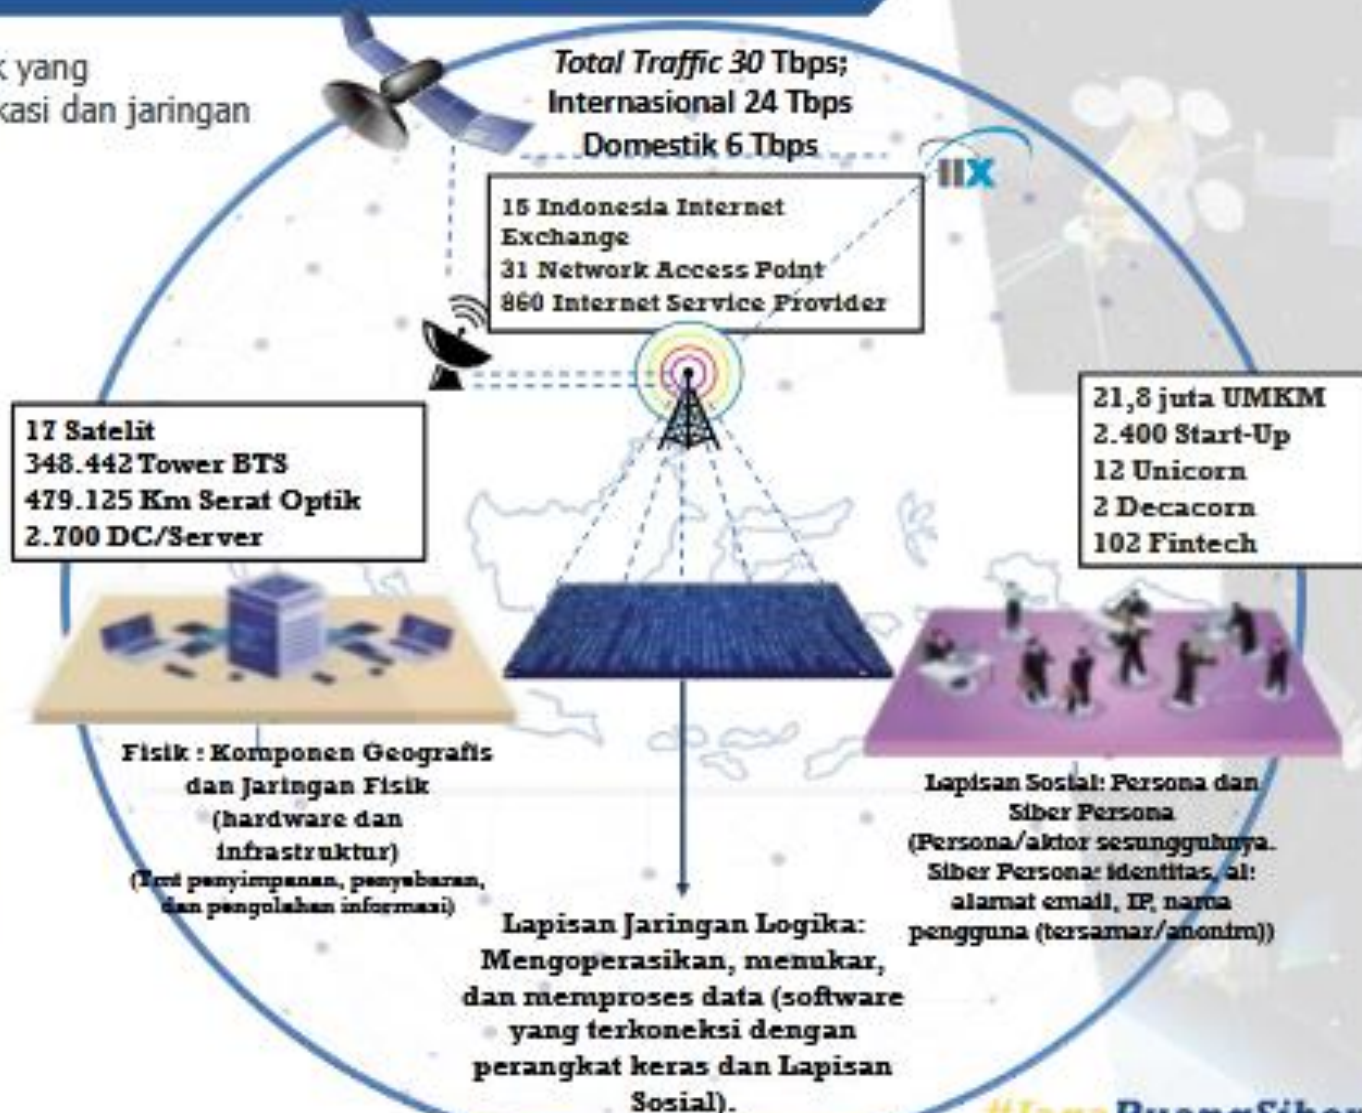 k yang
kasi dan jaringan
Total Traffic 30 Tbps;
Internasional 24 Tbps
Domestik 6 Tbps
IIX
15 Indonesia Internet
Exchange
31 Network Access Point
860 Internet Service Provider
17 Satelit
348.442 Tower BTS
479.125 Km Serat Optik
2.700 DC/Server
21,8 juta UMKM
2.400 Start-Up
12 Unicorn
2 Decacorn
102 Fintech
Fisik : Komponen Geografis
dan Jaringan Fisik
(hardware dan
infrastruktur)
(Tmt penyimpanan, penyebaran,
dan pengolahan informasi)
Lapisan Jaringan Logika:
Mengoperasikan, menukar,
dan memproses data (software
yang terkoneksi dengan
perangkat keras dan Lapisan
Sosial).
Lapisan Sosial: Persona dan
Siber Persona
(Persona/aktor sesungguhnya.
Siber Persona: identitas, al:
alamat email, IP, nama
pengguna (tersamar/anonim))
#JagaRuangSiber